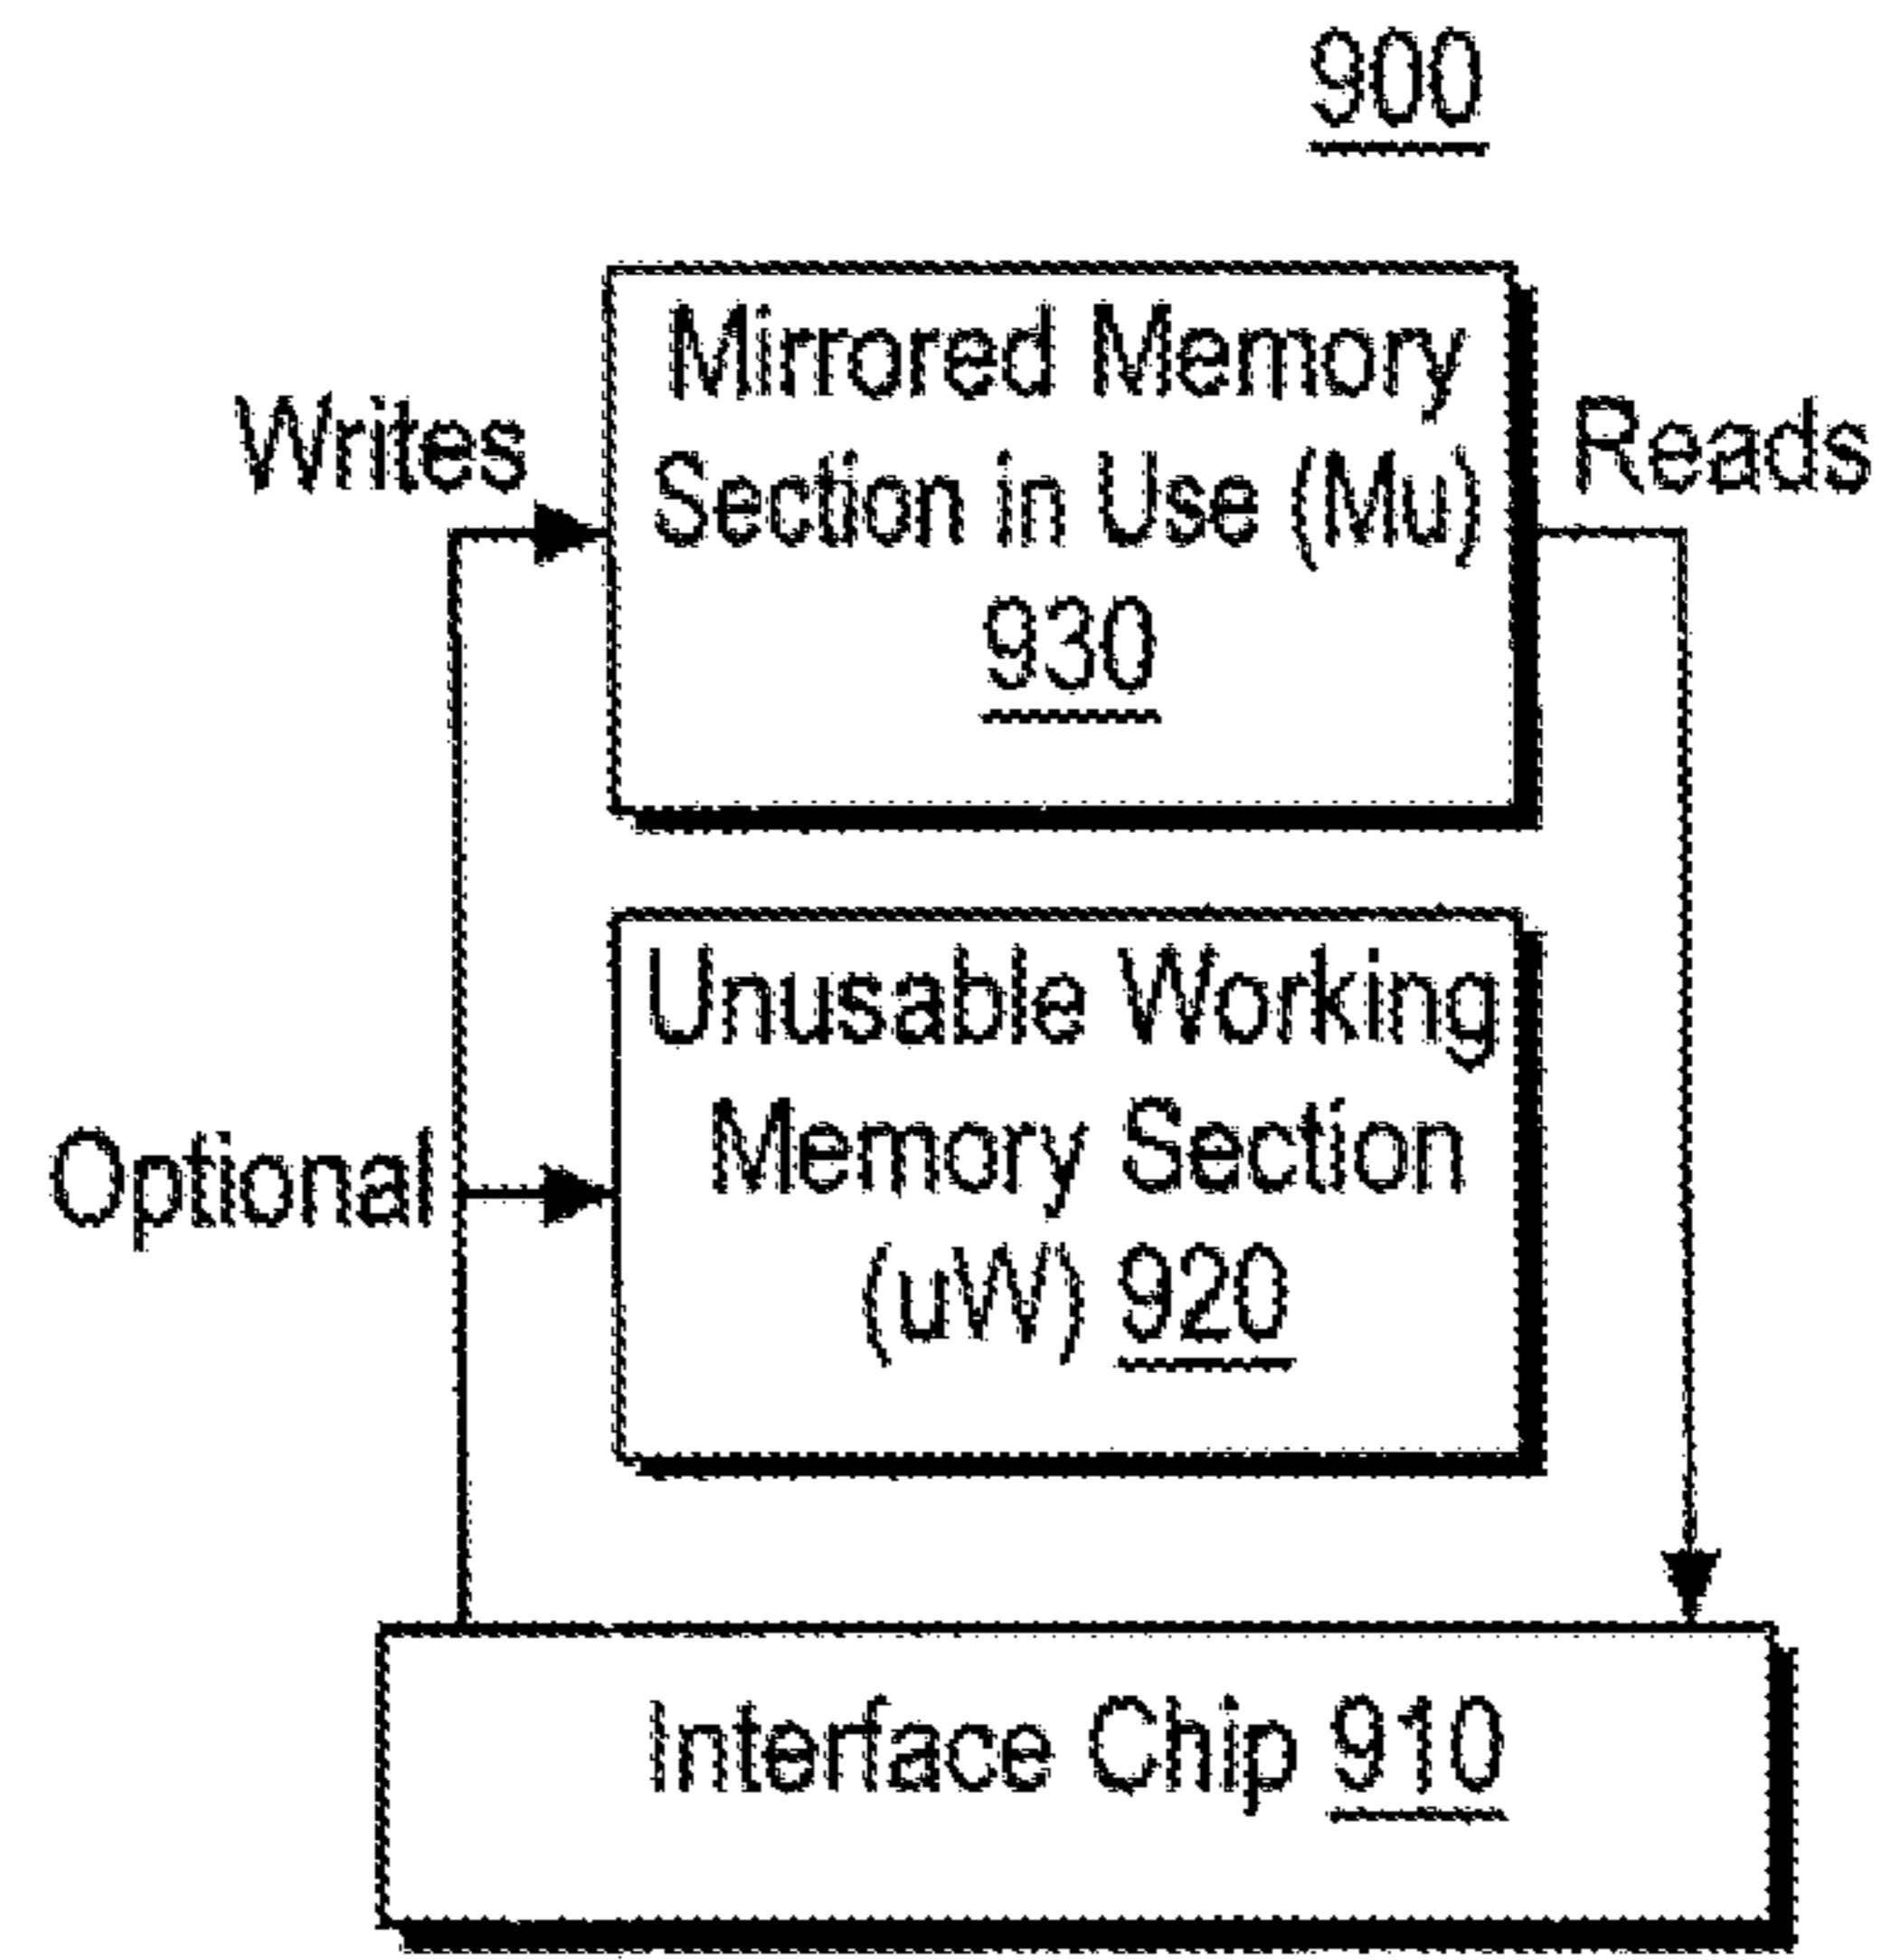 900
Mirrored Memory
Section in Use (Mu)
930
Writes
Reads
Unusable Working
Memory Section
(uW) 920
Optional
Interface Chip 910